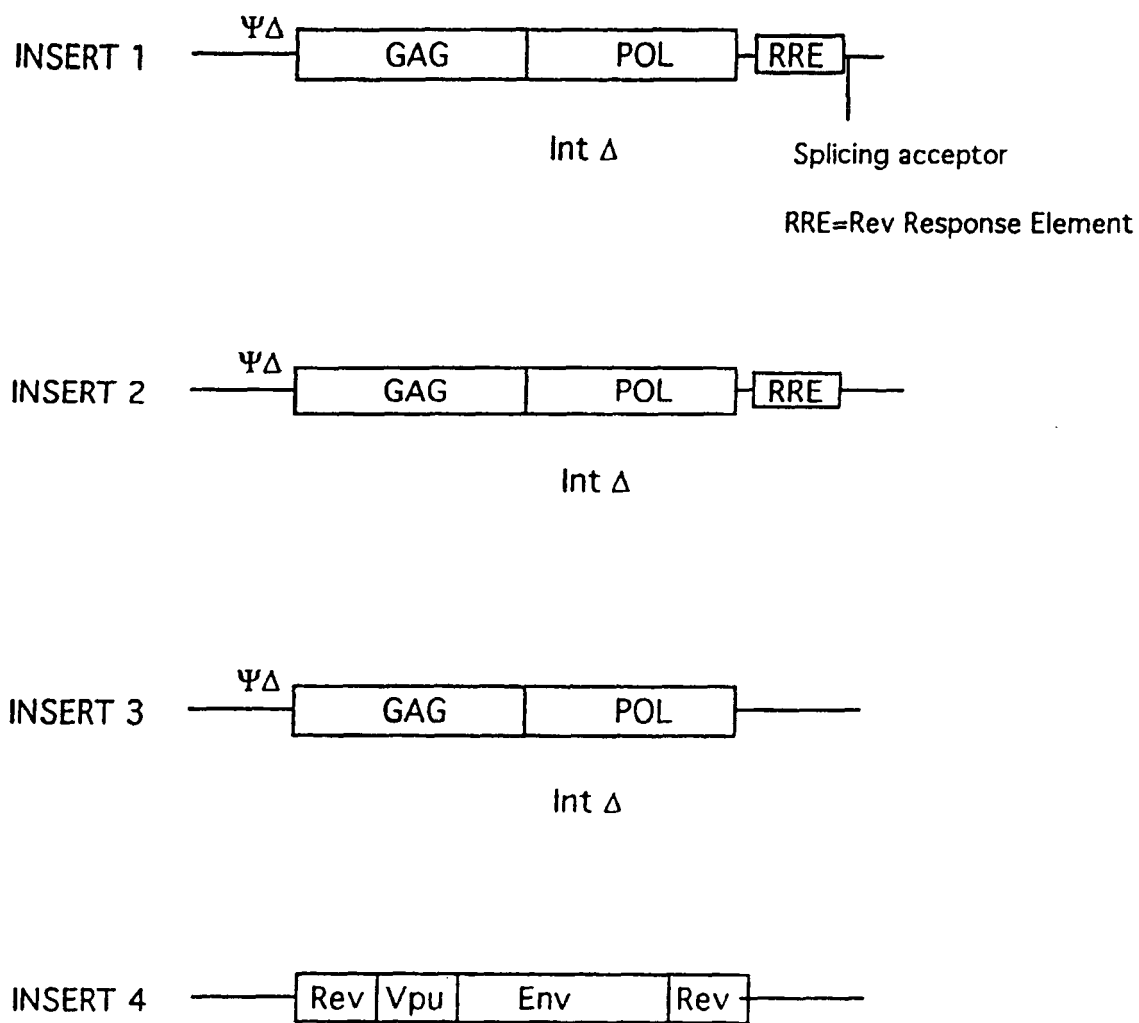 ΨΔ
INSERT 1 GAG POL RRE
Int Δ
Splicing acceptor
RRE=Rev Response Element
ΨΔ
INSERT 2 GAG POL RRE
Int Δ
ΨΔ
INSERT 3 GAG POL
Int Δ
INSERT 4 Rev Vpu Env Rev